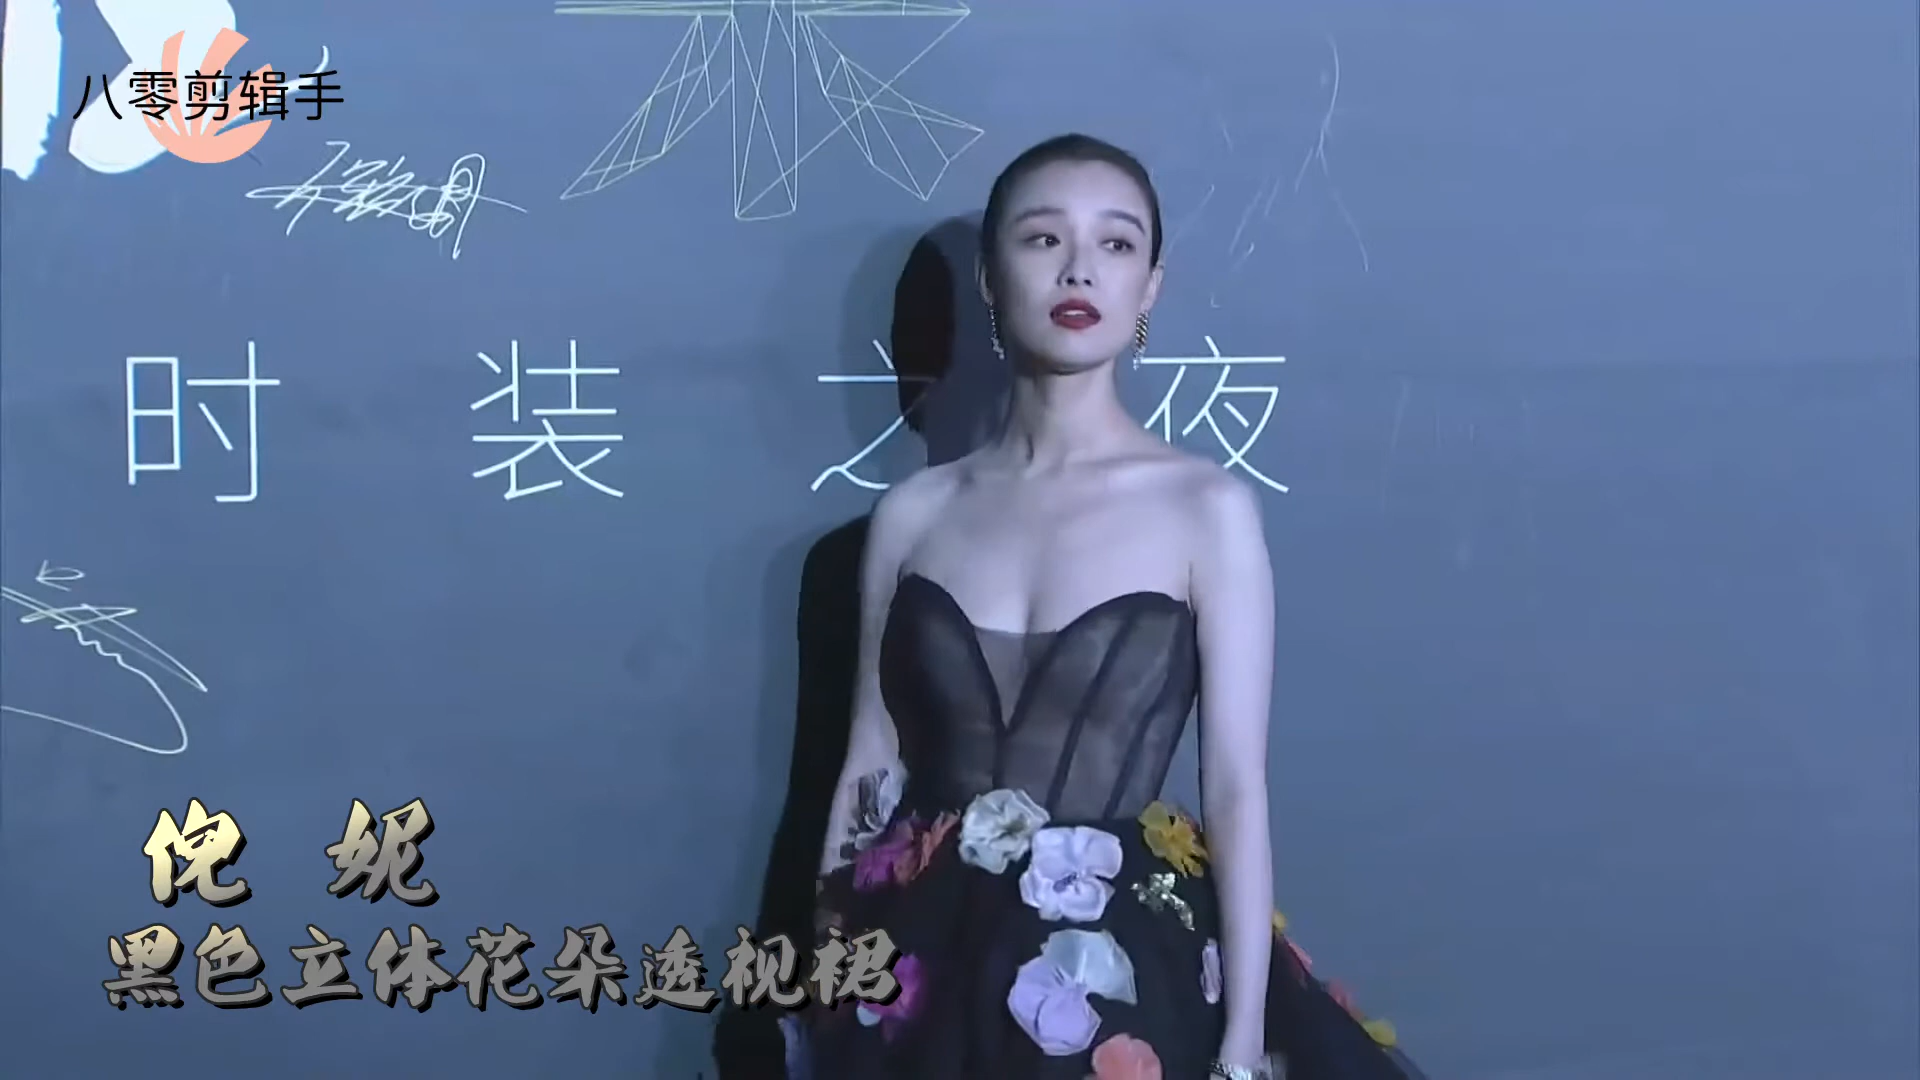 八零剪辑手
时装之夜
倪妮
黑色立体花朵透视裙